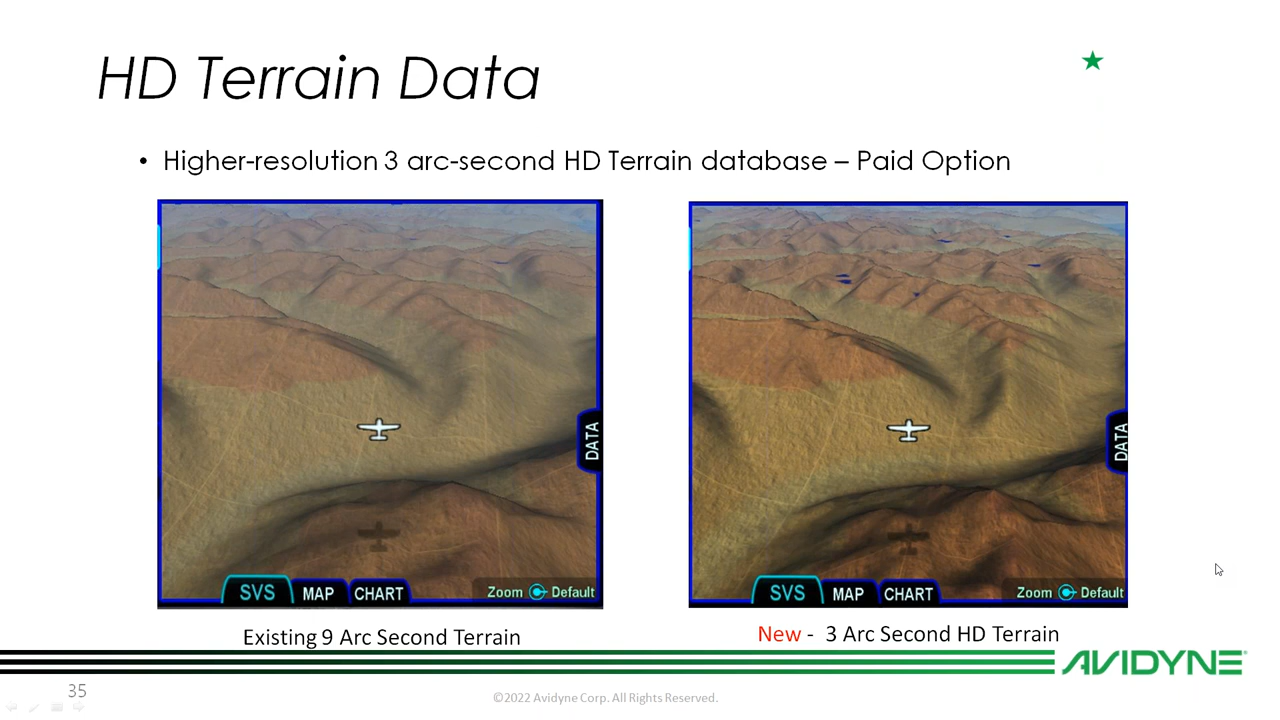 HD Terrain Data
• Higher-resolution 3 arc-second HD Terrain database – Paid Option
DATA
SVS MAP CHART Zoom Default
DATA
SVS MAP CHART Zoom Default
Existing 9 Arc Second Terrain
New - 3 Arc Second HD Terrain
AVIDYNE
35
©2022 Avidyne Corp. All Rights Reserved.